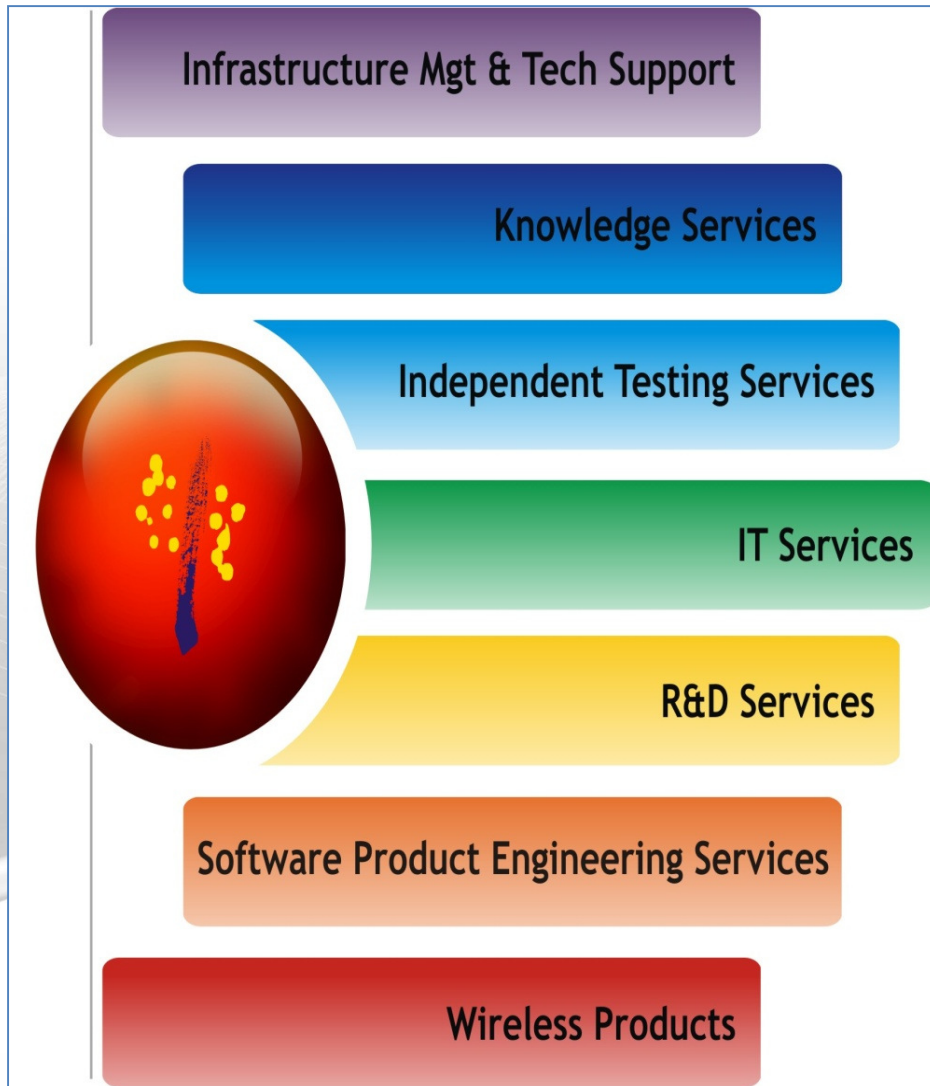 Infrastructure Mgt & Tech Support
Knowledge Services
Independent Testing Services
IT Services
R&D Services
Software Product Engineering Services
Wireless Products